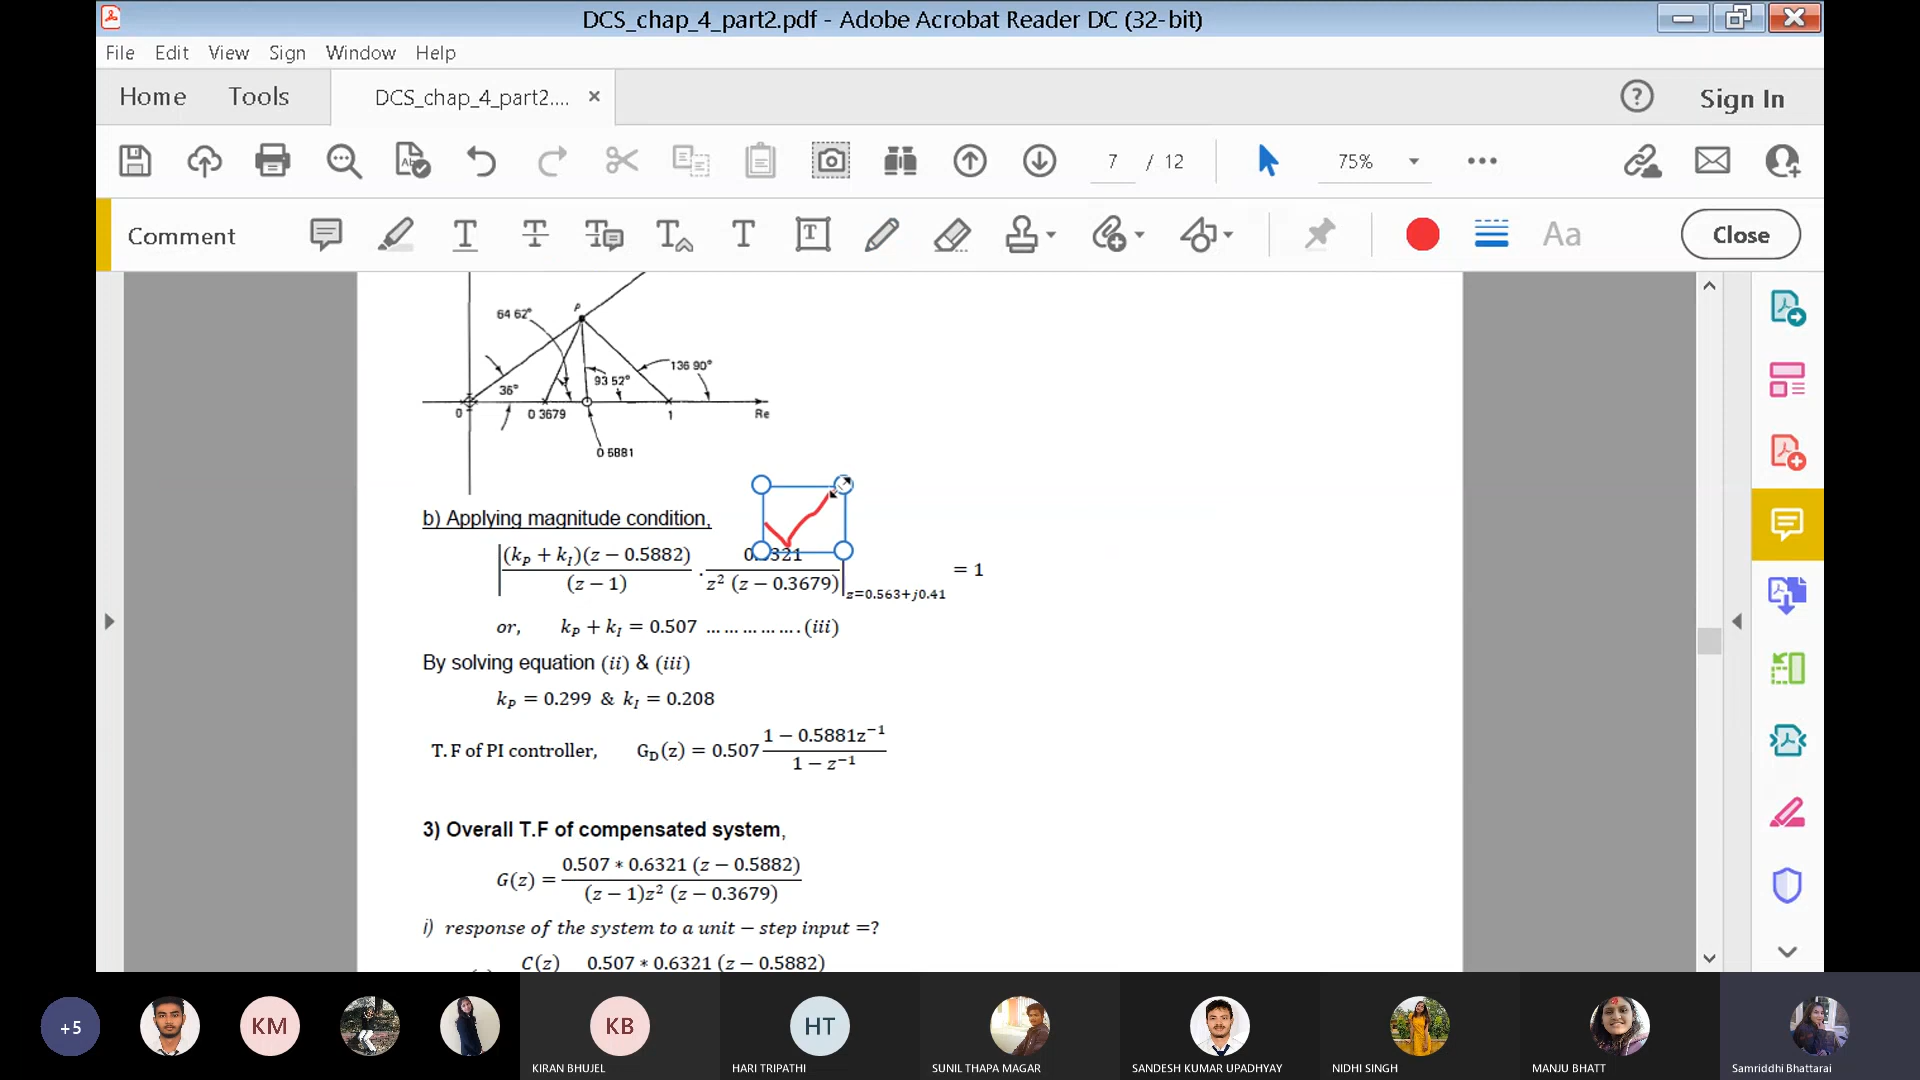 DCS_chap_4_part2.pdf - Adobe Acrobat Reader DC (32-bit)
File Edit View Sign Window Help
Home Tools DCS_chap_4_part2.... × ? Sign In
7 / 12 75%
Comment Aa Close
64 62° P
136 90°
36° 93 52°
0 0 3679 1 Re
0 5881
b) Applying magnitude condition,
|(k_P + k_I)(z − 0.5882)/(z − 1) . 0.6321/z² (z − 0.3679)|_z=0.563+j0.41 = 1
or, k_P + k_I = 0.507 … … … … … . (iii)
By solving equation (ii) & (iii)
k_P = 0.299 & k_I = 0.208
T. F of PI controller, G_D(z) = 0.507 (1 − 0.5881z⁻¹)/(1 − z⁻¹)
3) Overall T.F of compensated system,
G(z) = 0.507 ∗ 0.6321 (z − 0.5882)/(z − 1)z² (z − 0.3679)
i) response of the system to a unit − step input =?
C(z) 0.507 ∗ 0.6321 (z − 0.5882)
+5 KM KB HT
KIRAN BHUJEL HARI TRIPATHI SUNIL THAPA MAGAR SANDESH KUMAR UPADHYAY NIDHI SINGH MANJU BHATT Samriddhi Bhattarai